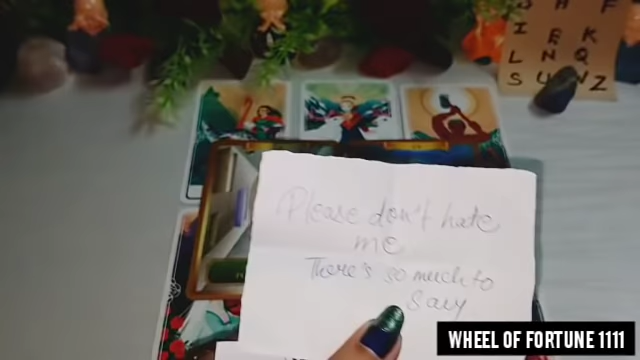 I
E K
L N Q
S U W Z
Please don't hate
me
There's so much to
say
WHEEL OF FORTUNE 1111